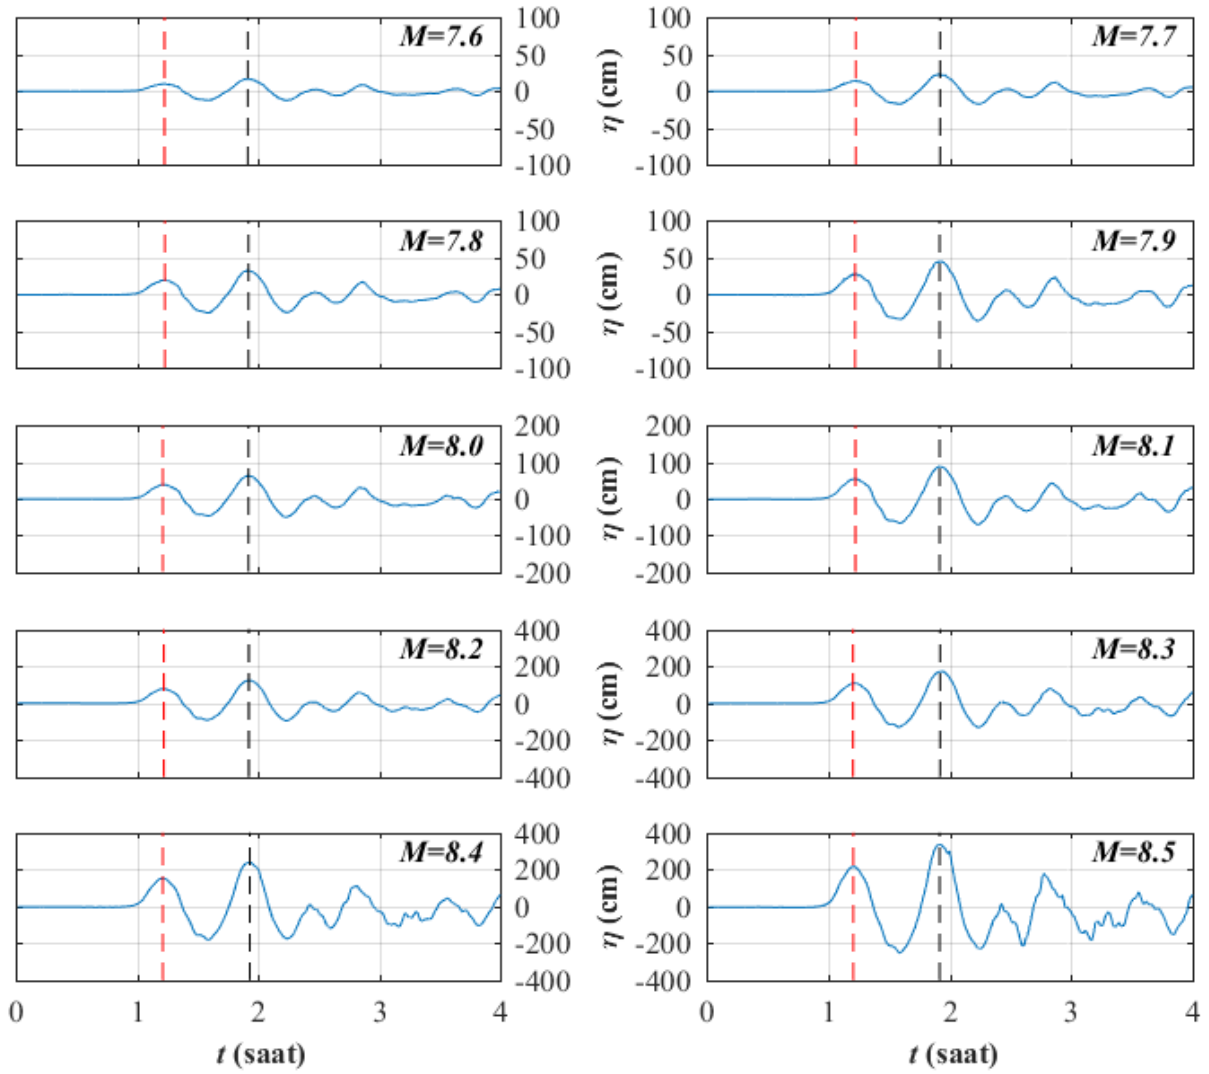 100 M=7.6 100 M=7.7
50 50
0 η (cm) 0
-50 -50
-100 -100
100 M=7.8 100 M=7.9
50 50
0 η (cm) 0
-50 -50
-100 -100
200 M=8.0 200 M=8.1
100 100
0 η (cm) 0
-100 -100
-200 -200
400 M=8.2 400 M=8.3
200 200
0 η (cm) 0
-200 -200
-400 -400
400 M=8.4 400 M=8.5
200 200
0 η (cm) 0
-200 -200
-400 -400
0 1 2 3 4 0 1 2 3 4
t (saat) t (saat)